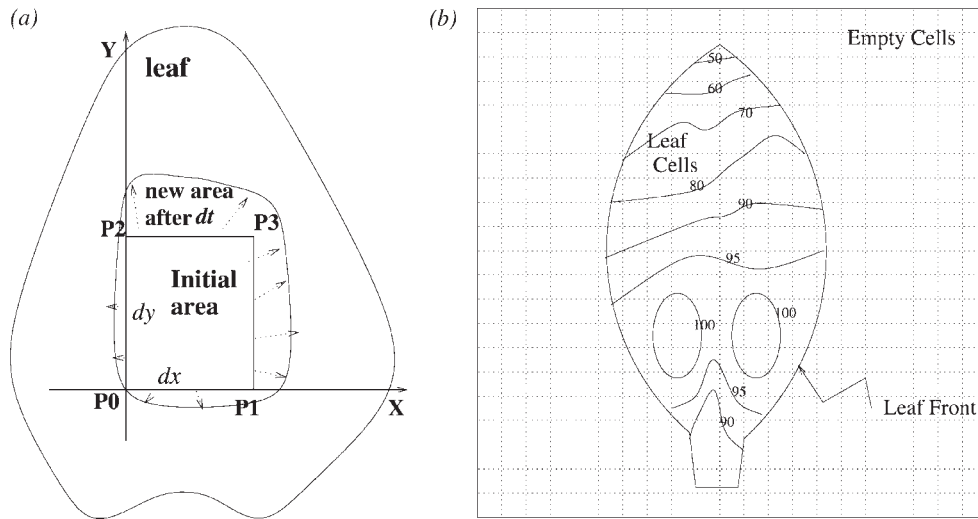 (a)
Y
leaf
new area
after dt
P2
P3
Initial
area
dy
dx
P0
P1
X
(b)
Empty Cells
50
60
70
Leaf
Cells
80
90
95
100
100
95
90
Leaf Front